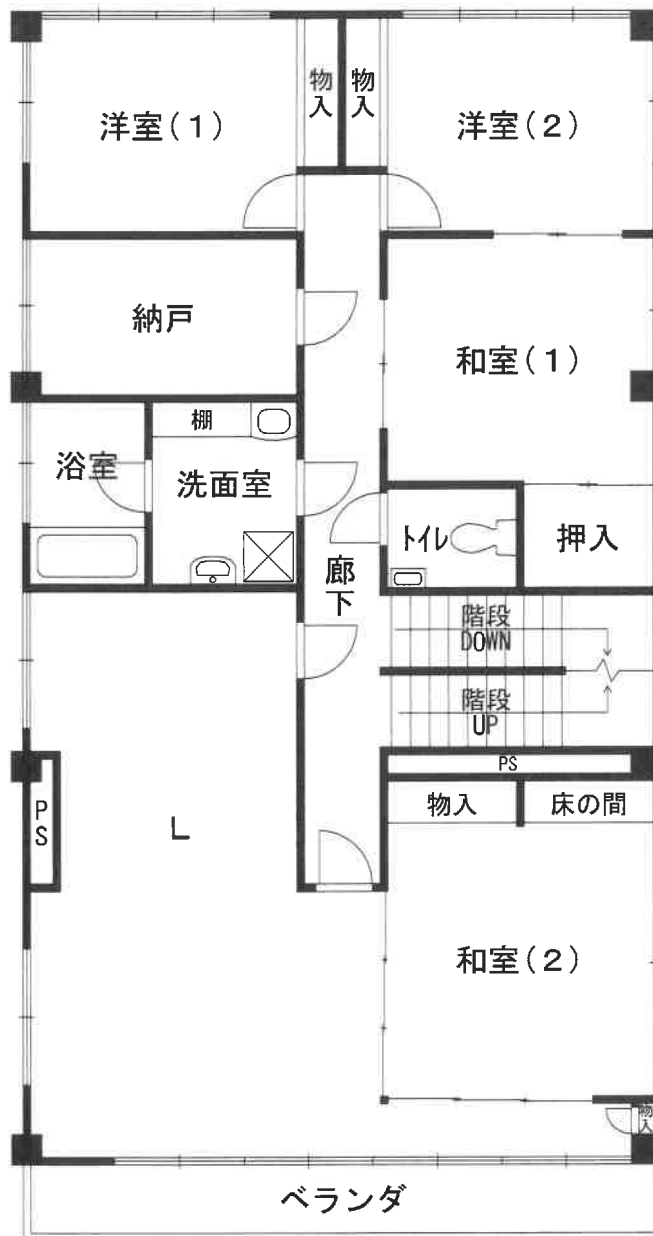 物入
物入
洋室(1)
洋室(2)
納戸
和室(1)
棚
浴室
洗面室
トイレ
押入
廊下
階段
DOWN
階段
UP
PS
PS
物入
床の間
L
和室(2)
物入
ベランダ